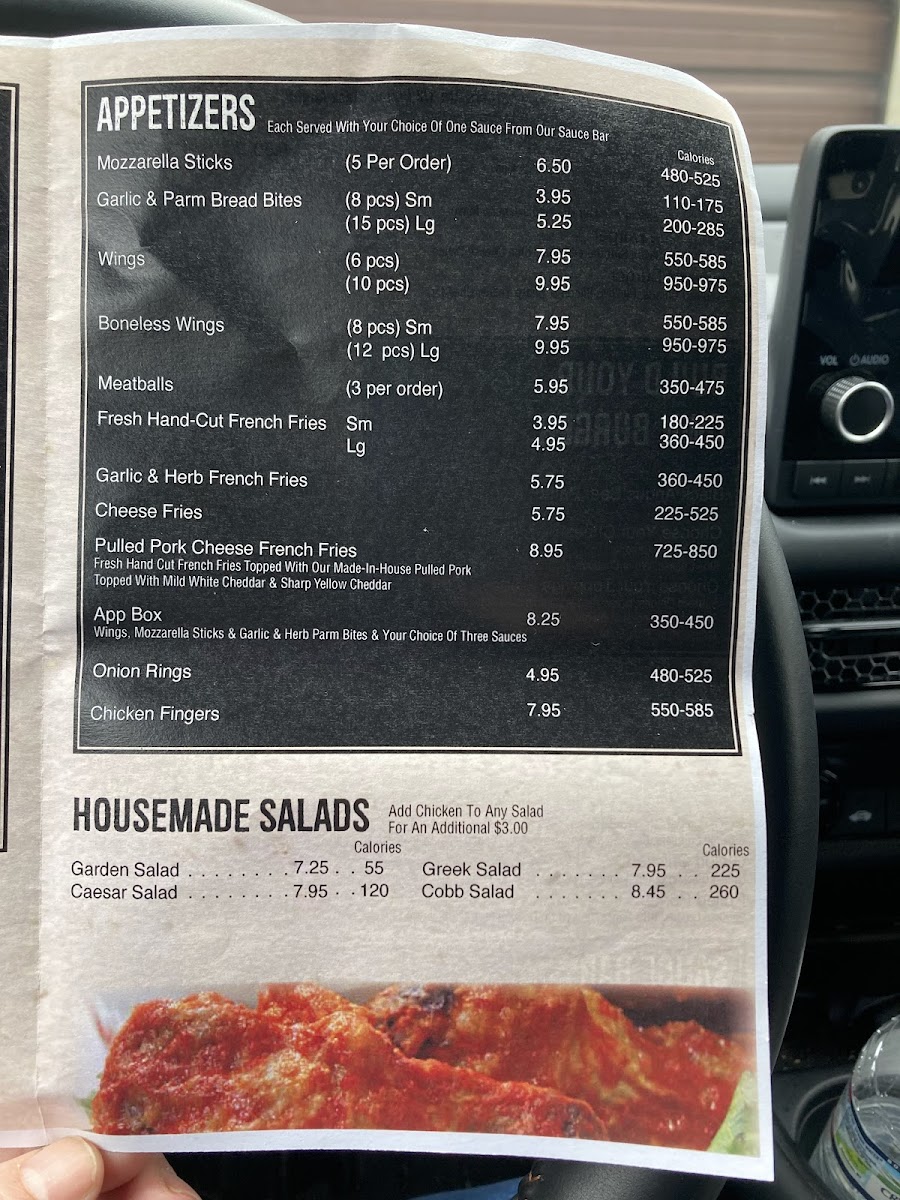 APPETIZERS Each Served With Your Choice Of One Sauce From Our Sauce Bar
Calories
Mozzarella Sticks (5 Per Order) 6.50 480-525
Garlic & Parm Bread Bites (8 pcs) Sm 3.95 110-175
(15 pcs) Lg 5.25 200-285
Wings (6 pcs) 7.95 550-585
(10 pcs) 9.95 950-975
Boneless Wings (8 pcs) Sm 7.95 550-585
(12 pcs) Lg 9.95 950-975
Meatballs (3 per order) 5.95 350-475
Fresh Hand-Cut French Fries Sm 3.95 180-225
Lg 4.95 360-450
Garlic & Herb French Fries 5.75 360-450
Cheese Fries 5.75 225-525
Pulled Pork Cheese French Fries 8.95 725-850
Fresh Hand Cut French Fries Topped With Our Made-In-House Pulled Pork
Topped With Mild White Cheddar & Sharp Yellow Cheddar
App Box 8.25 350-450
Wings, Mozzarella Sticks & Garlic & Herb Parm Bites & Your Choice Of Three Sauces
Onion Rings 4.95 480-525
Chicken Fingers 7.95 550-585
HOUSEMADE SALADS Add Chicken To Any Salad
For An Additional $3.00
Calories Calories
Garden Salad . . . . . . . . . 7.25 . . 55 Greek Salad . . . . . . . 7.95 . . 225
Caesar Salad . . . . . . . . . 7.95 . . 120 Cobb Salad . . . . . . . 8.45 . . 260
VOL AUDIO